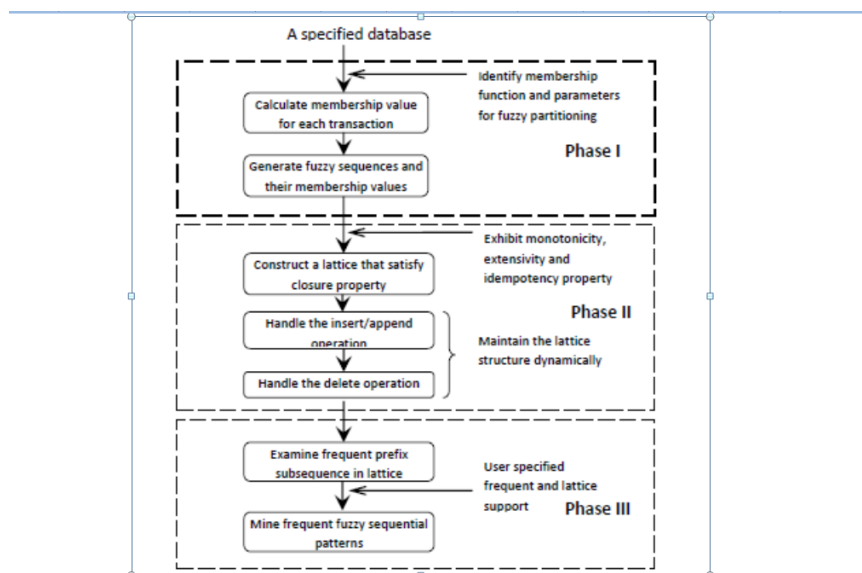 A specified database
Identify membership
function and parameters
for fuzzy partitioning
Calculate membership value
for each transaction
Phase I
Generate fuzzy sequences and
their membership values
Exhibit monotonicity,
extensivity and
idempotency property
Construct a lattice that satisfy
closure property
Phase II
Handle the insert/append
operation
Maintain the lattice
structure dynamically
Handle the delete operation
Examine frequent prefix
subsequence in lattice
User specified
frequent and lattice
support
Phase III
Mine frequent fuzzy sequential
patterns